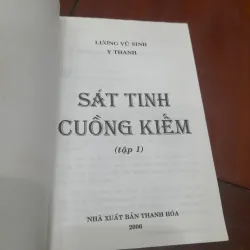 LƯƠNG VŨ SINH
Y THANH
SÁT TINH
CUỒNG KIẾM
(tập 1)
NHÀ XUẤT BẢN THANH HÓA
2006